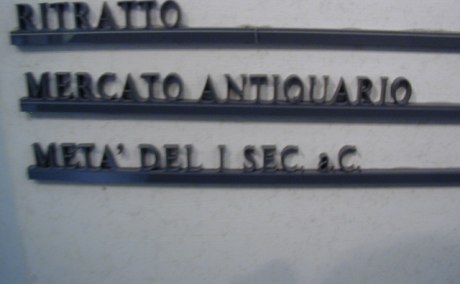 RITRATTO
MERCATO ANTIQUARIO
META' DEL I SEC. a.C.